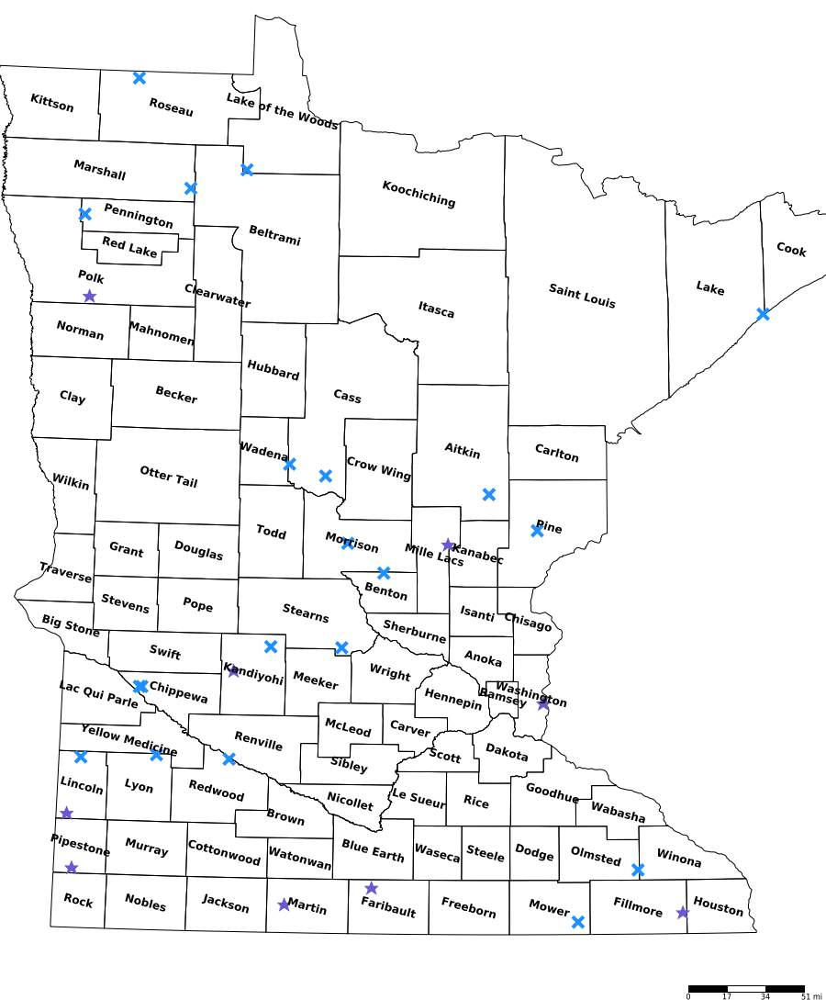 Kittson
Roseau
Lake of the Woods
Marshall
Koochiching
Pennington
Beltrami
Red Lake
Cook
Polk
Lake
Clearwater
Saint Louis
Itasca
Norman
Mahnomen
Hubbard
Clay
Becker
Cass
Wadena
Aitkin
Carlton
Crow Wing
Wilkin
Otter Tail
Todd
Pine
Grant
Douglas
Morrison
Mille Lacs
Kanabec
Traverse
Benton
Stevens
Pope
Stearns
Isanti
Chisago
Big Stone
Sherburne
Swift
Anoka
Kandiyohi
Meeker
Wright
Lac Qui Parle
Chippewa
Hennepin
Ramsey
Washington
Yellow Medicine
Renville
McLeod
Carver
Scott
Dakota
Sibley
Lincoln
Lyon
Redwood
Nicollet
Le Sueur
Rice
Goodhue
Wabasha
Brown
Pipestone
Murray
Cottonwood
Watonwan
Blue Earth
Waseca
Steele
Dodge
Olmsted
Winona
Rock
Nobles
Jackson
Martin
Faribault
Freeborn
Mower
Fillmore
Houston
0 17 34 51 mi